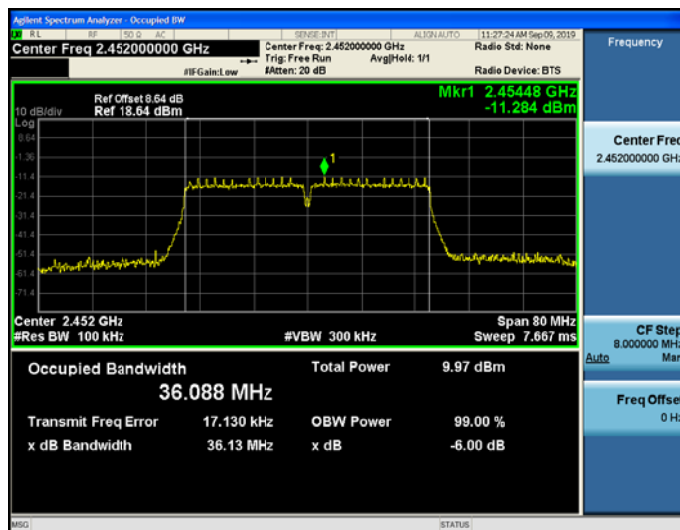 Agilent Spectrum Analyzer - Occupied BW
RL RF 50 Ω AC SENSE:INT ALIGN AUTO 11:27:24 AM Sep 09, 2019
Center Freq 2.452000000 GHz Center Freq: 2.452000000 GHz Radio Std: None Frequency
Trig: Free Run Avg|Hold: 1/1
#IFGain:Low #Atten: 20 dB Radio Device: BTS
Mkr1 2.45448 GHz
Ref Offset 8.64 dB
10 dB/div Ref 18.64 dBm -11.284 dBm
Log
8.64
-1.36
-11.4
-21.4
-31.4
-41.4
-51.4
-61.4
-71.4
1
Center Freq
2.452000000 GHz
Center 2.452 GHz Span 80 MHz
#Res BW 100 kHz #VBW 300 kHz Sweep 7.667 ms
CF Step
8.000000 MHz
Auto Man
Occupied Bandwidth Total Power 9.97 dBm
36.088 MHz
Transmit Freq Error 17.130 kHz OBW Power 99.00 %
x dB Bandwidth 36.13 MHz x dB -6.00 dB
Freq Offset
0 Hz
MSG STATUS